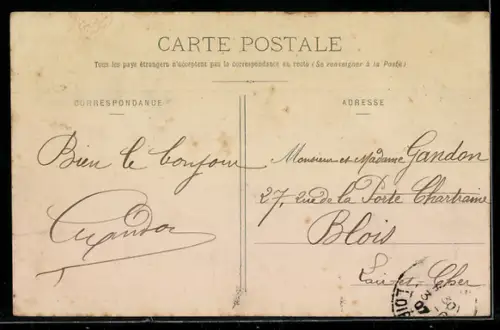 CARTE POSTALE
Tous les pays étrangers n'acceptent pas la correspondance au recto (Se renseigner à la Poste)
CORRESPONDANCE
Bien le bonjour
ADRESSE
Monsieur et Madame Gandon
27, rue de la Porte Chartraine
Blois
Loir-et-Cher